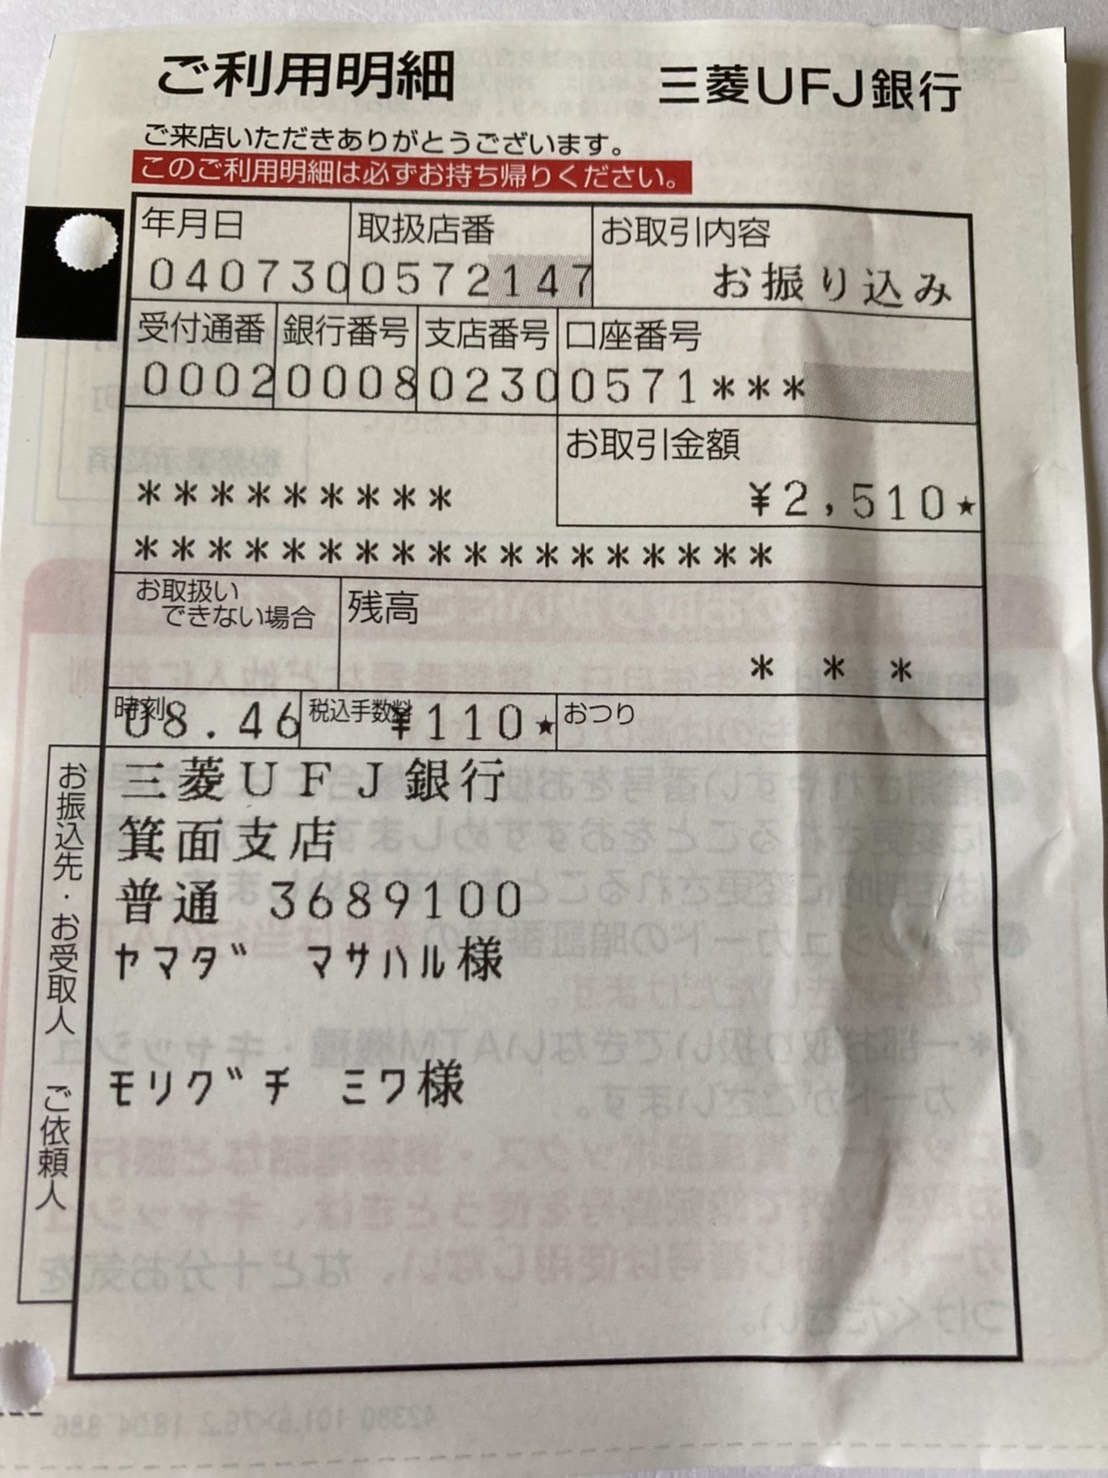 ご利用明細 三菱UFJ銀行
ご来店いただきありがとうございます。
このご利用明細は必ずお持ち帰りください。
年月日 取扱店番 お取引内容
040730 0572147 お振り込み
受付通番 銀行番号 支店番号 口座番号
0002 0008 0230 0571***
お取引金額
********* ¥2,510★
******************
お取扱いできない場合 残高
* * *
時刻 08.46 税込手数料 ¥110★ おつり
お振込先・お受取人 ご依頼人
三菱UFJ銀行
箕面支店
普通 3689100
ヤマダ゛ マサハル様
モリグ゛チ ミワ様